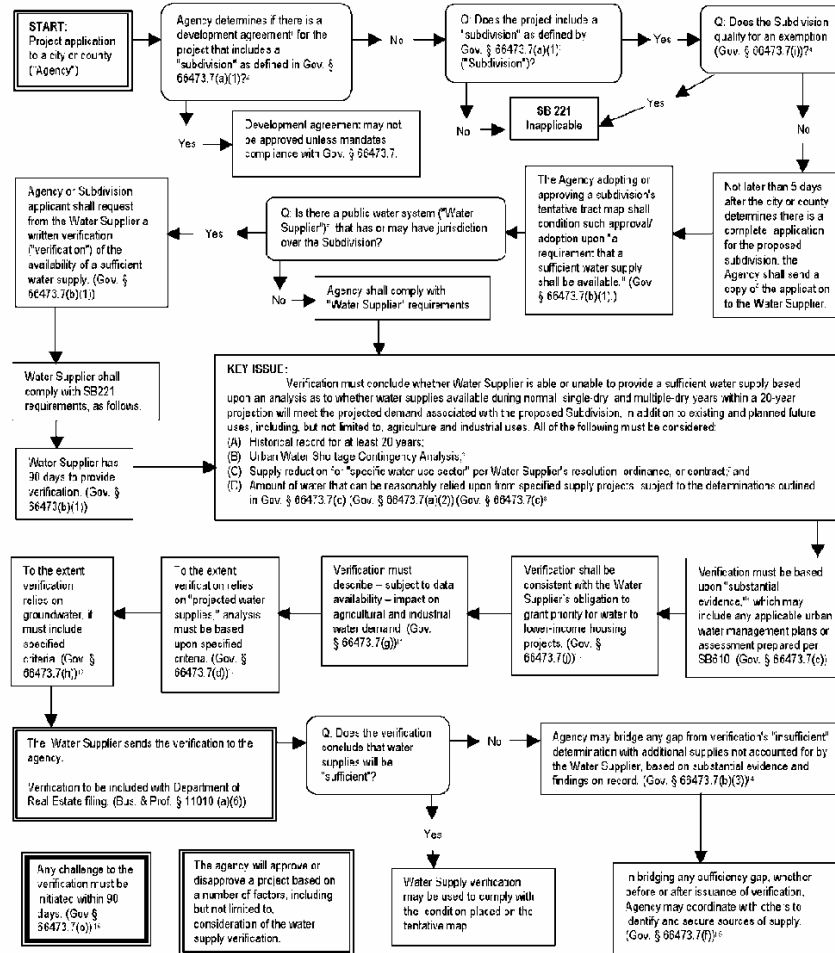 START:
Project application
to a city or county
("Agency")
Agency determines if there is a
development agreement¹ for the
project that includes a
"subdivision" as defined in Gov. §
66473.7(a)(1)?²
No
Q: Does the project include a
"subdivision" as defined by
Gov. § 66473.7(a)(1)
("Subdivision")?
Yes
Q: Does the Subdivision
qualify for an exemption
(Gov. § 66473.7(i))?
Yes
Development agreement may not
be approved unless mandates
compliance with Gov. § 66473.7.
No
SB 221
Inapplicable
Yes
No
Agency or Subdivision
applicant shall request
from the Water Supplier a
written verification
("verification") of the
availability of a sufficient
water supply. (Gov. §
66473.7(b)(1))
Yes
Q: Is there a public water system ("Water
Supplier") that has or may have jurisdiction
over the Subdivision?
The Agency adopting or
approving a subdivision's
tentative tract map shall
condition such approval/
adoption upon "a
requirement that a
sufficient water supply
shall be available." (Gov
§ 66473.7(b)(1).)
Not later than 5 days
after the city or county
determines there is a
complete application
for the proposed
subdivision, the
Agency shall send a
copy of the application
to the Water Supplier.
No
Agency shall comply with
"Water Supplier" requirements
Water Supplier shall
comply with SB221
requirements, as follows.
Water Supplier has
90 days to provide
verification. (Gov. §
66473(b)(1))
KEY ISSUE:
Verification must conclude whether Water Supplier is able or unable to provide a sufficient water supply based
upon an analysis as to whether water supplies available during normal, single-dry and multiple-dry years within a 20-year
projection will meet the projected demand associated with the proposed Subdivision, in addition to existing and planned future
uses, including, but not limited to, agriculture and industrial uses. All of the following must be considered:
(A) Historical record for at least 20 years;
(B) Urban Water Shortage Contingency Analysis;
(C) Supply reduction for "specific water use sector" per Water Supplier's resolution, ordinance, or contract; and
(D) Amount of water that can be reasonably relied upon from specified supply projects, subject to the determinations outlined
in Gov. § 66473.7(c) (Gov. § 66473.7(a)(2)) (Gov. § 66473.7(c)
To the extent
verification
relies on
groundwater, it
must include
specified
criteria. (Gov. §
66473.7(h))
To the extent
verification relies
on "projected water
supplies," analysis
must be based
upon specified
criteria. (Gov. §
66473.7(d))
Verification must
describe – subject to data
availability – impact on
agricultural and industrial
water demand. (Gov.
§ 66473.7(g))
Verification shall be
consistent with the Water
Supplier's obligation to
grant priority for water to
lower-income housing
projects. (Gov. §
66473.7(j))
Verification must be based
upon "substantial
evidence," which may
include any applicable urban
water management plans or
assessment prepared per
SB610. (Gov. § 66473.7(c))
The Water Supplier sends the verification to the
agency.
Verification to be included with Department of
Real Estate filing. (Bus. & Prof. § 11010 (a)(6))
Q: Does the verification
conclude that water
supplies will be
"sufficient"?
No
Agency may bridge any gap from verification's "insufficient"
determination with additional supplies not accounted for by
the Water Supplier, based on substantial evidence and
findings on record. (Gov. § 66473.7(b)(3))¹⁴
Yes
Any challenge to the
verification must be
initiated within 90
days. (Gov §
66473.7(o))
The agency will approve or
disapprove a project based on
a number of factors, including
but not limited to,
consideration of the water
supply verification.
Water Supply verification
may be used to comply with
the condition placed on the
tentative map
In bridging any sufficiency gap, whether
before or after issuance of verification,
Agency may coordinate with others to
identify and secure sources of supply.
(Gov. § 66473.7(f))